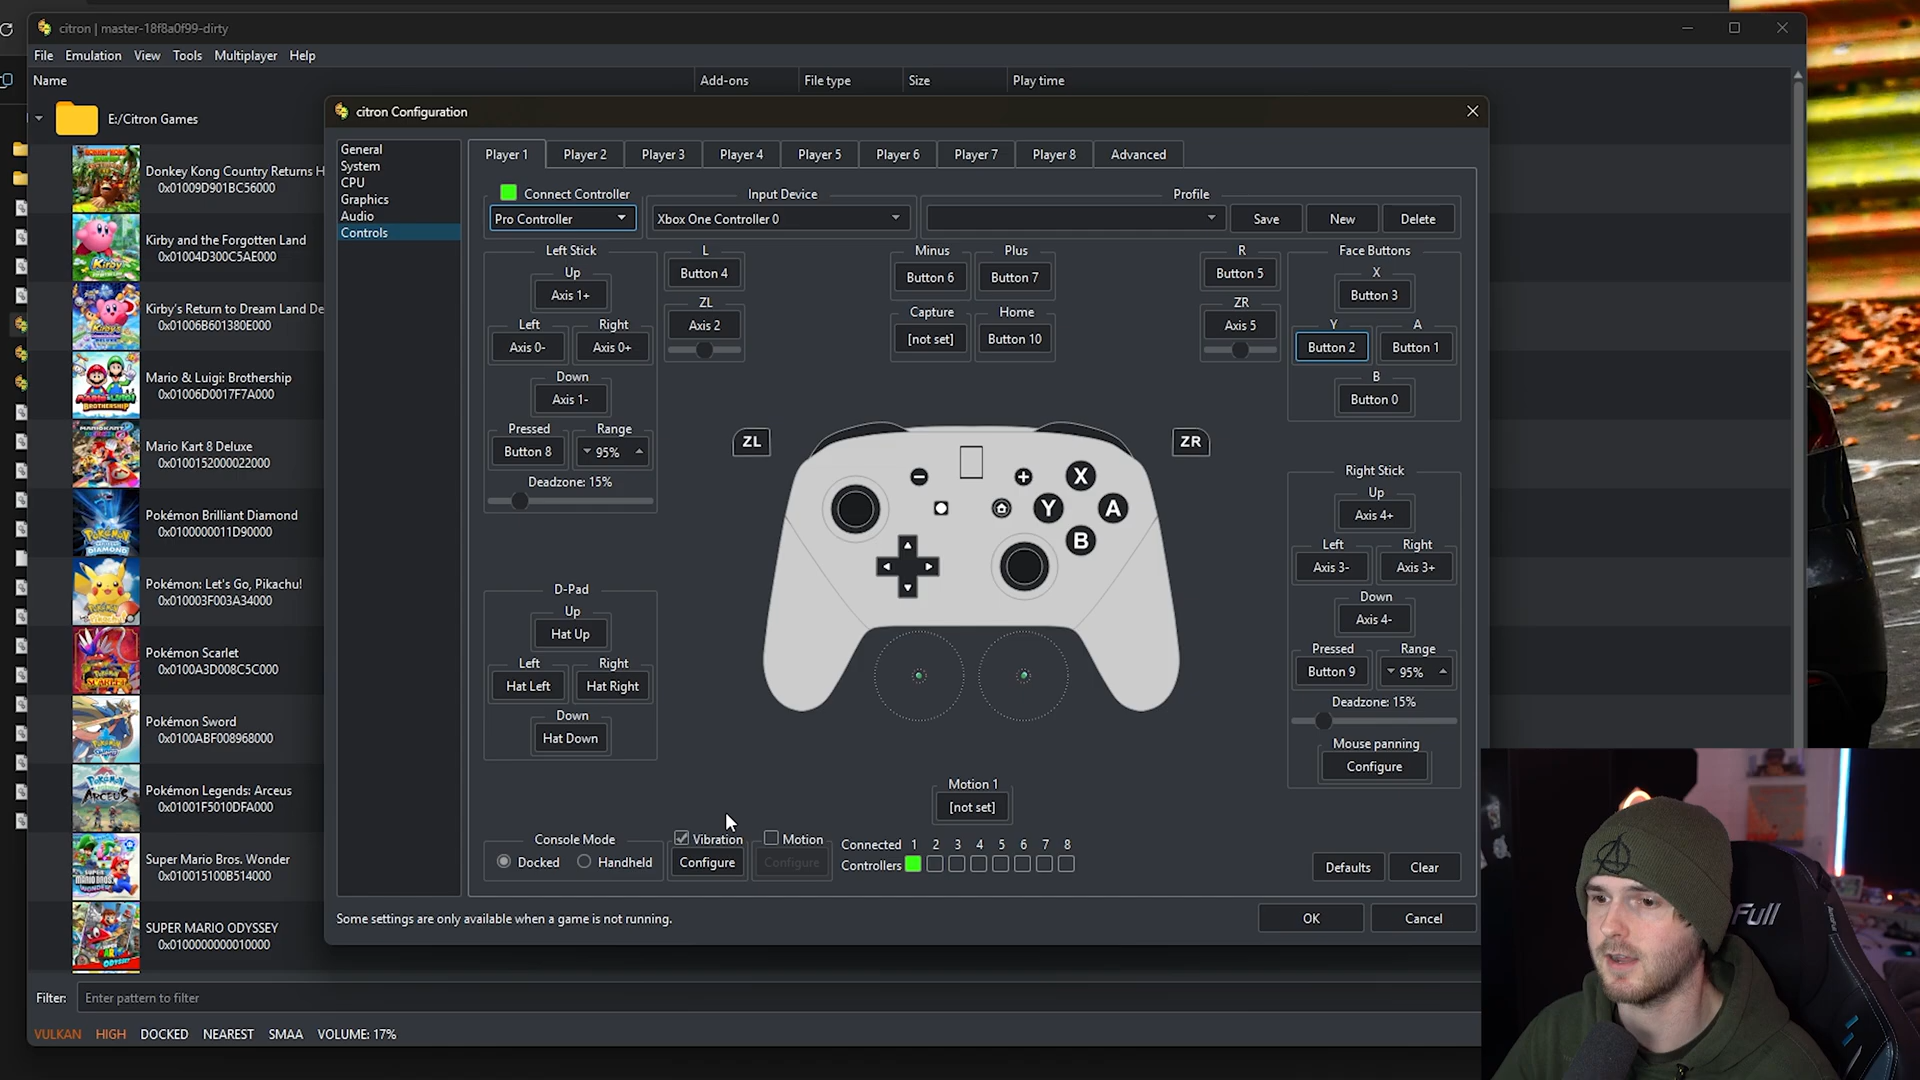 citron | master-18f8a0f99-dirty
File Emulation View Tools Multiplayer Help
Name Add-ons File type Size Play time
E:/Citron Games
Donkey Kong Country Returns H
0x01009D901BC56000
Kirby and the Forgotten Land
0x01004D300C5AE000
Kirby's Return to Dream Land De
0x01006B601380E000
Mario & Luigi: Brothership
0x01006D0017F7A000
Mario Kart 8 Deluxe
0x0100152000022000
Pokémon Brilliant Diamond
0x0100000011D90000
Pokémon: Let's Go, Pikachu!
0x010003F003A34000
Pokémon Scarlet
0x0100A3D008C5C000
Pokémon Sword
0x0100ABF008968000
Pokémon Legends: Arceus
0x01001F5010DFA000
Super Mario Bros. Wonder
0x010015100B514000
SUPER MARIO ODYSSEY
0x0100000000010000
Filter: Enter pattern to filter
VULKAN HIGH DOCKED NEAREST SMAA VOLUME: 17%
citron Configuration
General
System
CPU
Graphics
Audio
Controls
Player 1 Player 2 Player 3 Player 4 Player 5 Player 6 Player 7 Player 8 Advanced
Connect Controller Input Device Profile
Pro Controller Xbox One Controller 0 Save New Delete
Left Stick
Up
Axis 1+
Left Right
Axis 0- Axis 0+
Down
Axis 1-
Pressed Range
Button 8 95%
Deadzone: 15%
D-Pad
Up
Hat Up
Left Right
Hat Left Hat Right
Down
Hat Down
L
Button 4
ZL
Axis 2
Minus Plus
Button 6 Button 7
Capture Home
[not set] Button 10
R
Button 5
ZR
Axis 5
Face Buttons
X
Button 3
Y A
Button 2 Button 1
B
Button 0
ZL ZR
X
Y A
B
Right Stick
Up
Axis 4+
Left Right
Axis 3- Axis 3+
Down
Axis 4-
Pressed Range
Button 9 95%
Deadzone: 15%
Mouse panning
Configure
Motion 1
[not set]
Console Mode
Docked Handheld
Vibration
Configure
Motion
Configure
Connected 1 2 3 4 5 6 7 8
Controllers
Defaults Clear
Some settings are only available when a game is not running.
OK Cancel
Full